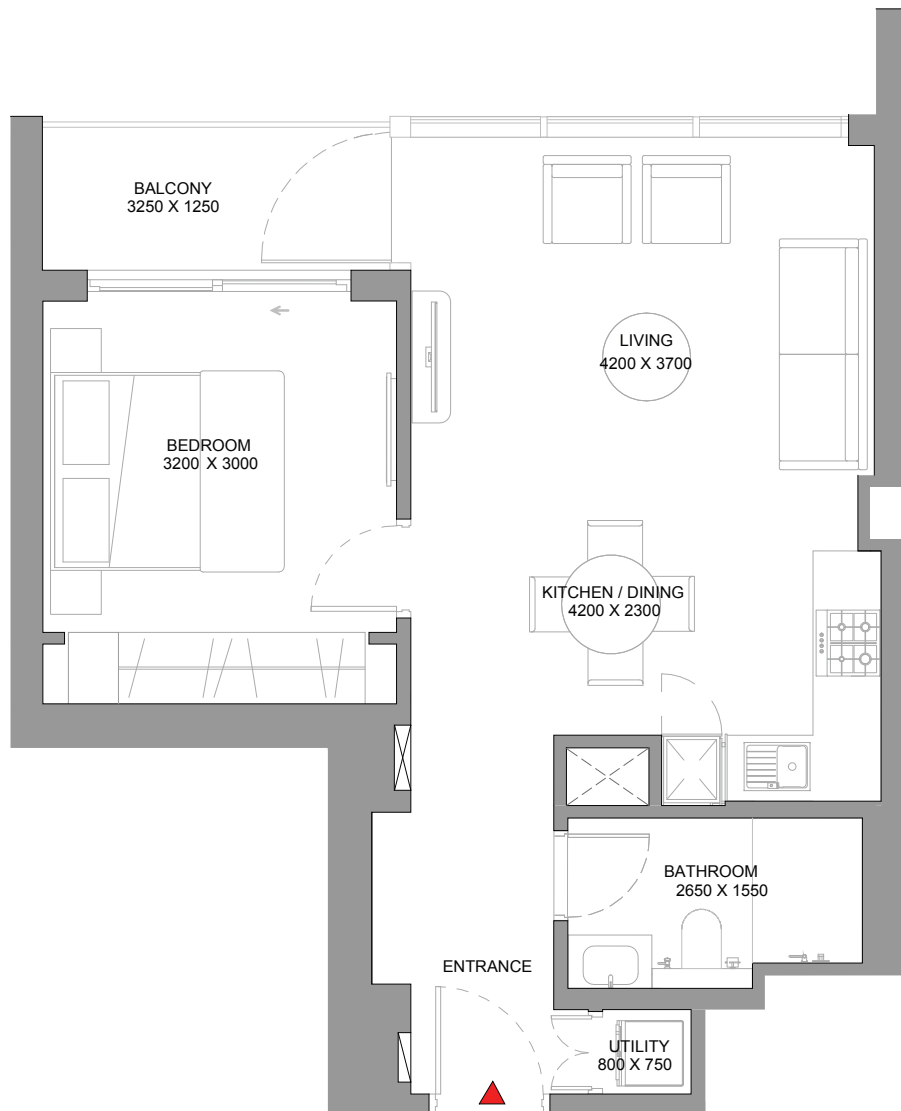 BALCONY
3250 X 1250
LIVING
4200 X 3700
BEDROOM
3200 X 3000
KITCHEN / DINING
4200 X 2300
BATHROOM
2650 X 1550
ENTRANCE
UTILITY
800 X 750